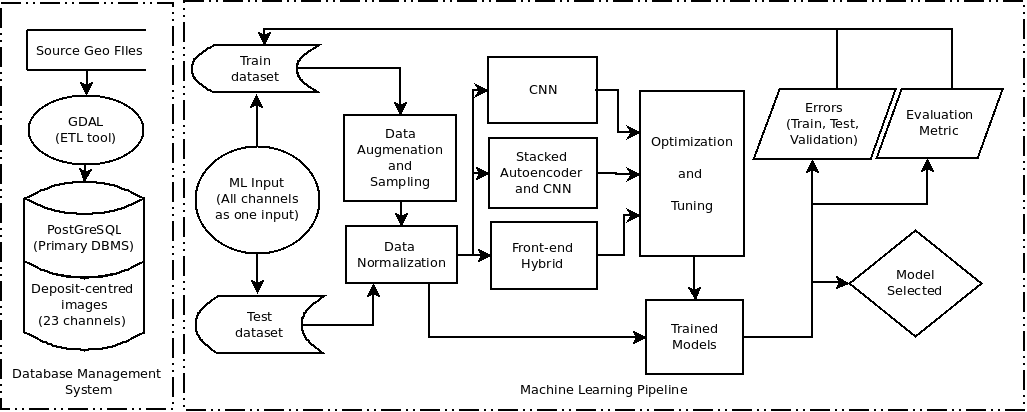 Source Geo FIles
GDAL
(ETL tool)
PostGreSQL
(Primary DBMS)
Deposit-centred
images
(23 channels)
Database Management
System
Train
dataset
ML Input
(All channels
as one input)
Test
dataset
Data
Augmenation
and
Sampling
Data
Normalization
CNN
Stacked
Autoencoder
and CNN
Front-end
Hybrid
Optimization
and
Tuning
Trained
Models
Errors
(Train, Test,
Validation)
Evaluation
Metric
Model
Selected
Machine Learning Pipeline